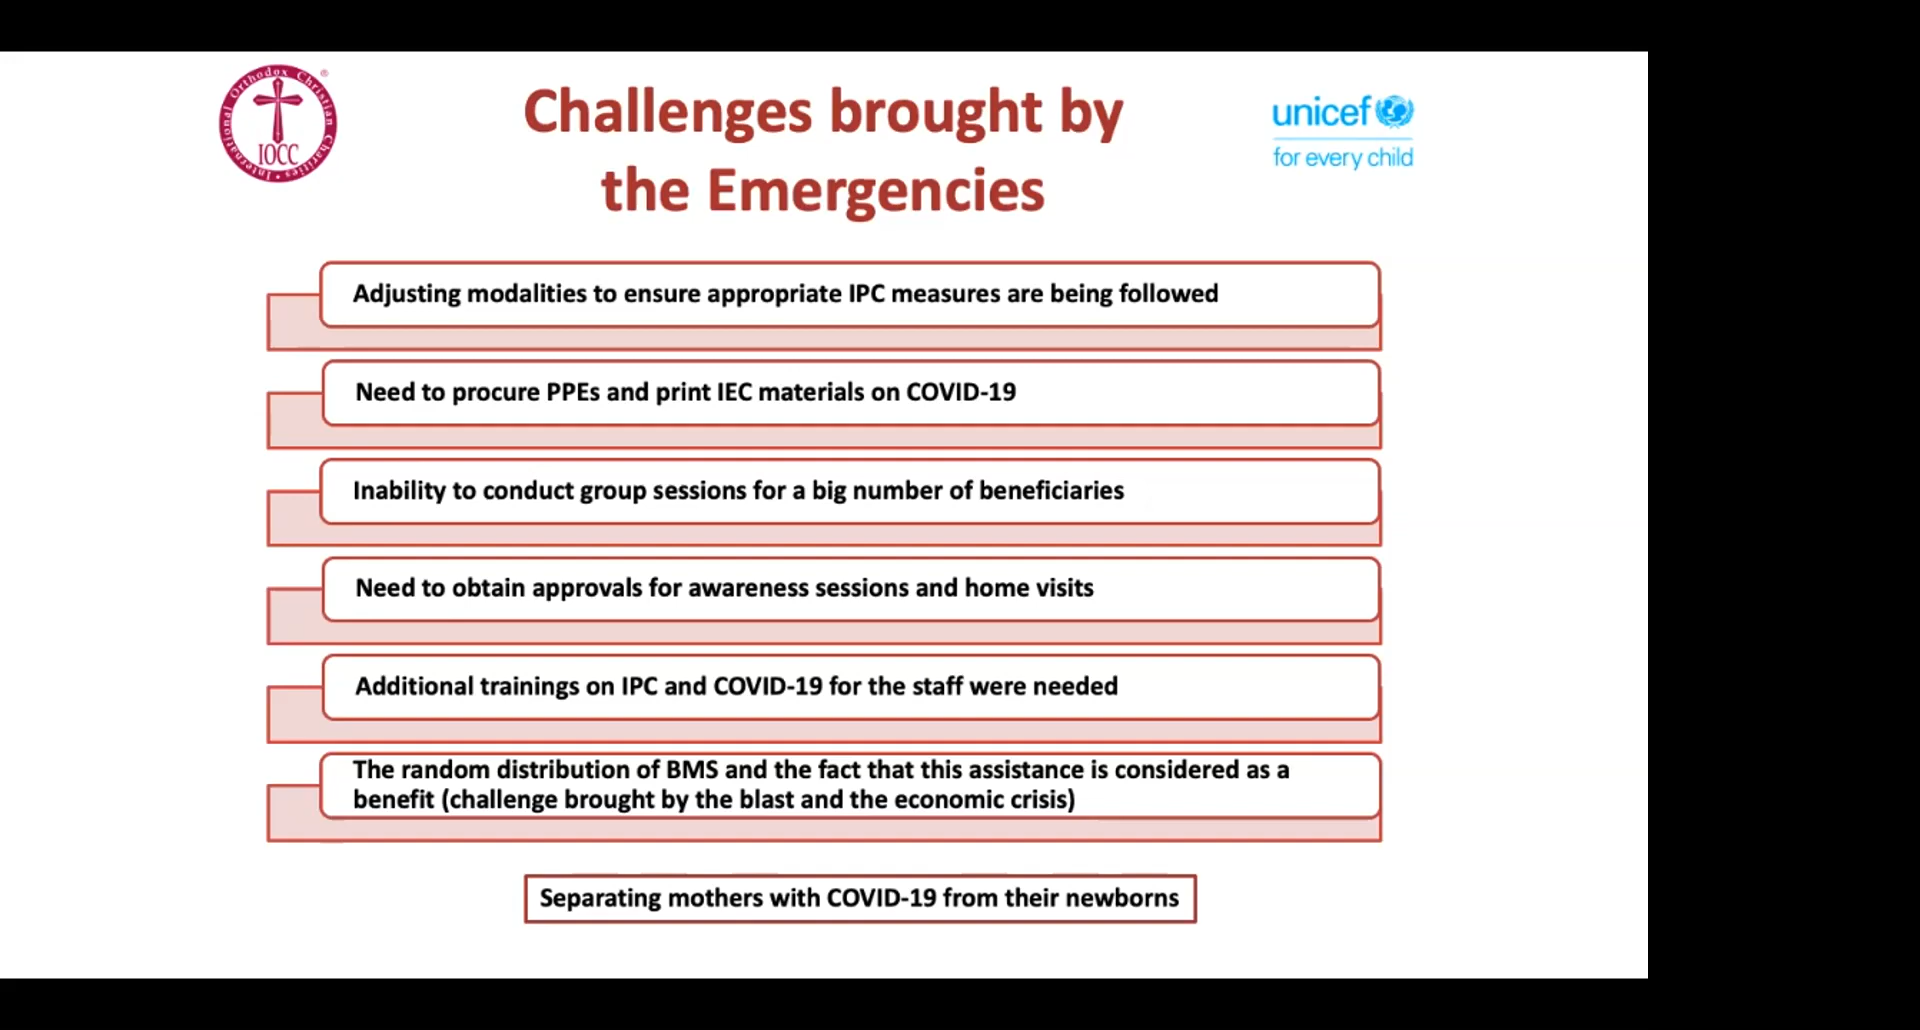 International Orthodox Christian Charities •
®
IOCC
Challenges brought by
the Emergencies
unicef
for every child
Adjusting modalities to ensure appropriate IPC measures are being followed
Need to procure PPEs and print IEC materials on COVID-19
Inability to conduct group sessions for a big number of beneficiaries
Need to obtain approvals for awareness sessions and home visits
Additional trainings on IPC and COVID-19 for the staff were needed
The random distribution of BMS and the fact that this assistance is considered as a
benefit (challenge brought by the blast and the economic crisis)
Separating mothers with COVID-19 from their newborns